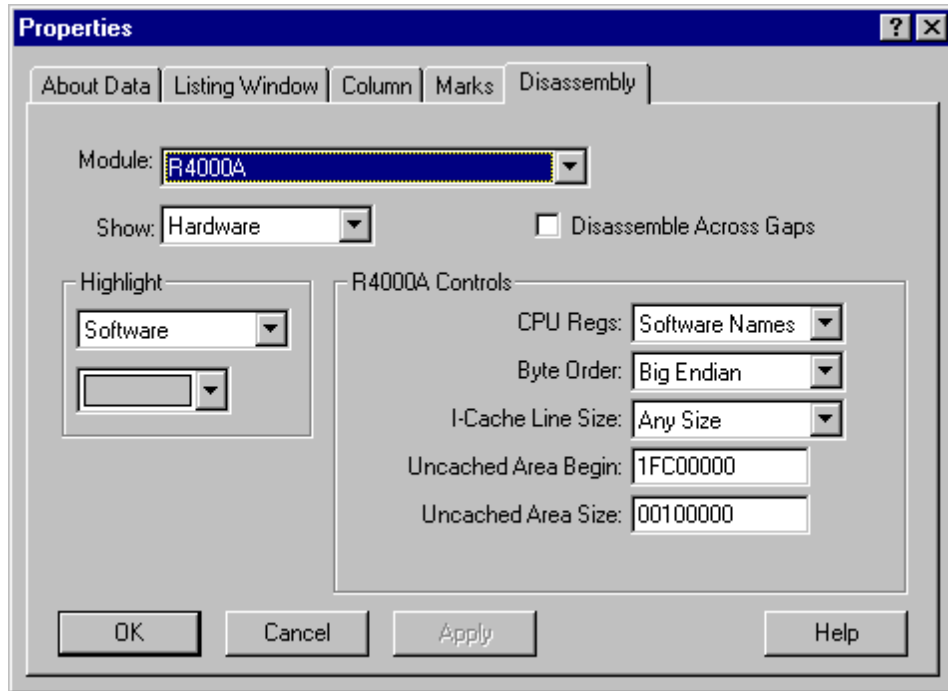 Properties
About Data Listing Window Column Marks Disassembly
Module: R4000A
Show: Hardware Disassemble Across Gaps
Highlight R4000A Controls
Software CPU Regs: Software Names
Byte Order: Big Endian
I-Cache Line Size: Any Size
Uncached Area Begin: 1FC00000
Uncached Area Size: 00100000
OK Cancel Apply Help